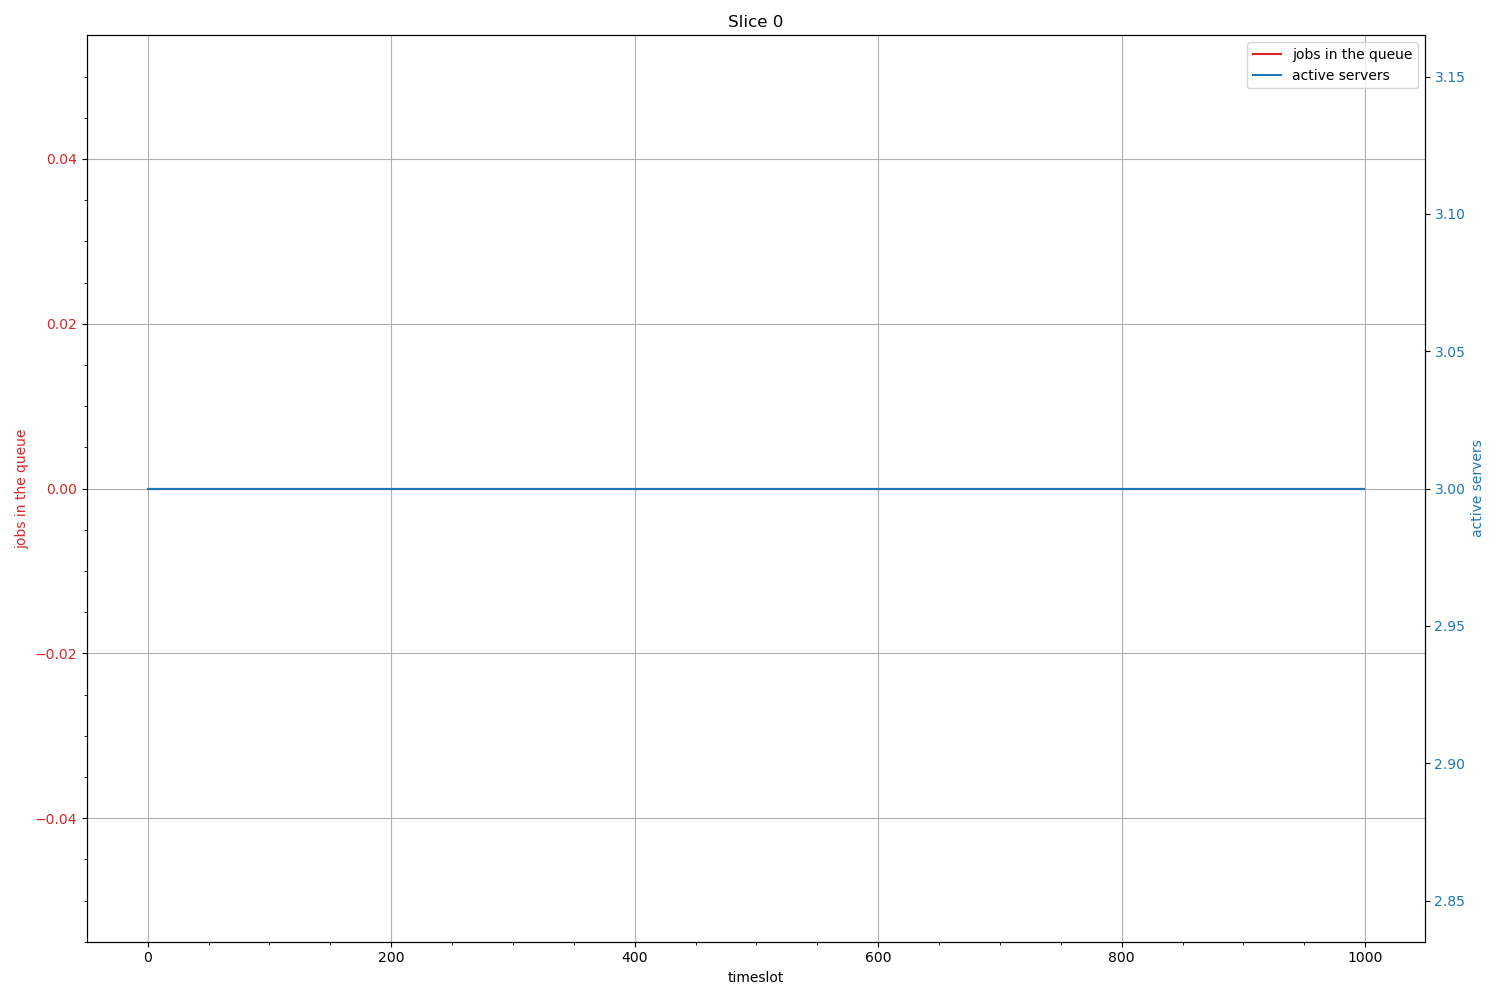 Slice 0
jobs in the queue
active servers
0.04
0.02
0.00
−0.02
−0.04
jobs in the queue
3.15
3.10
3.05
3.00
2.95
2.90
2.85
active servers
0 200 400 600 800 1000
timeslot